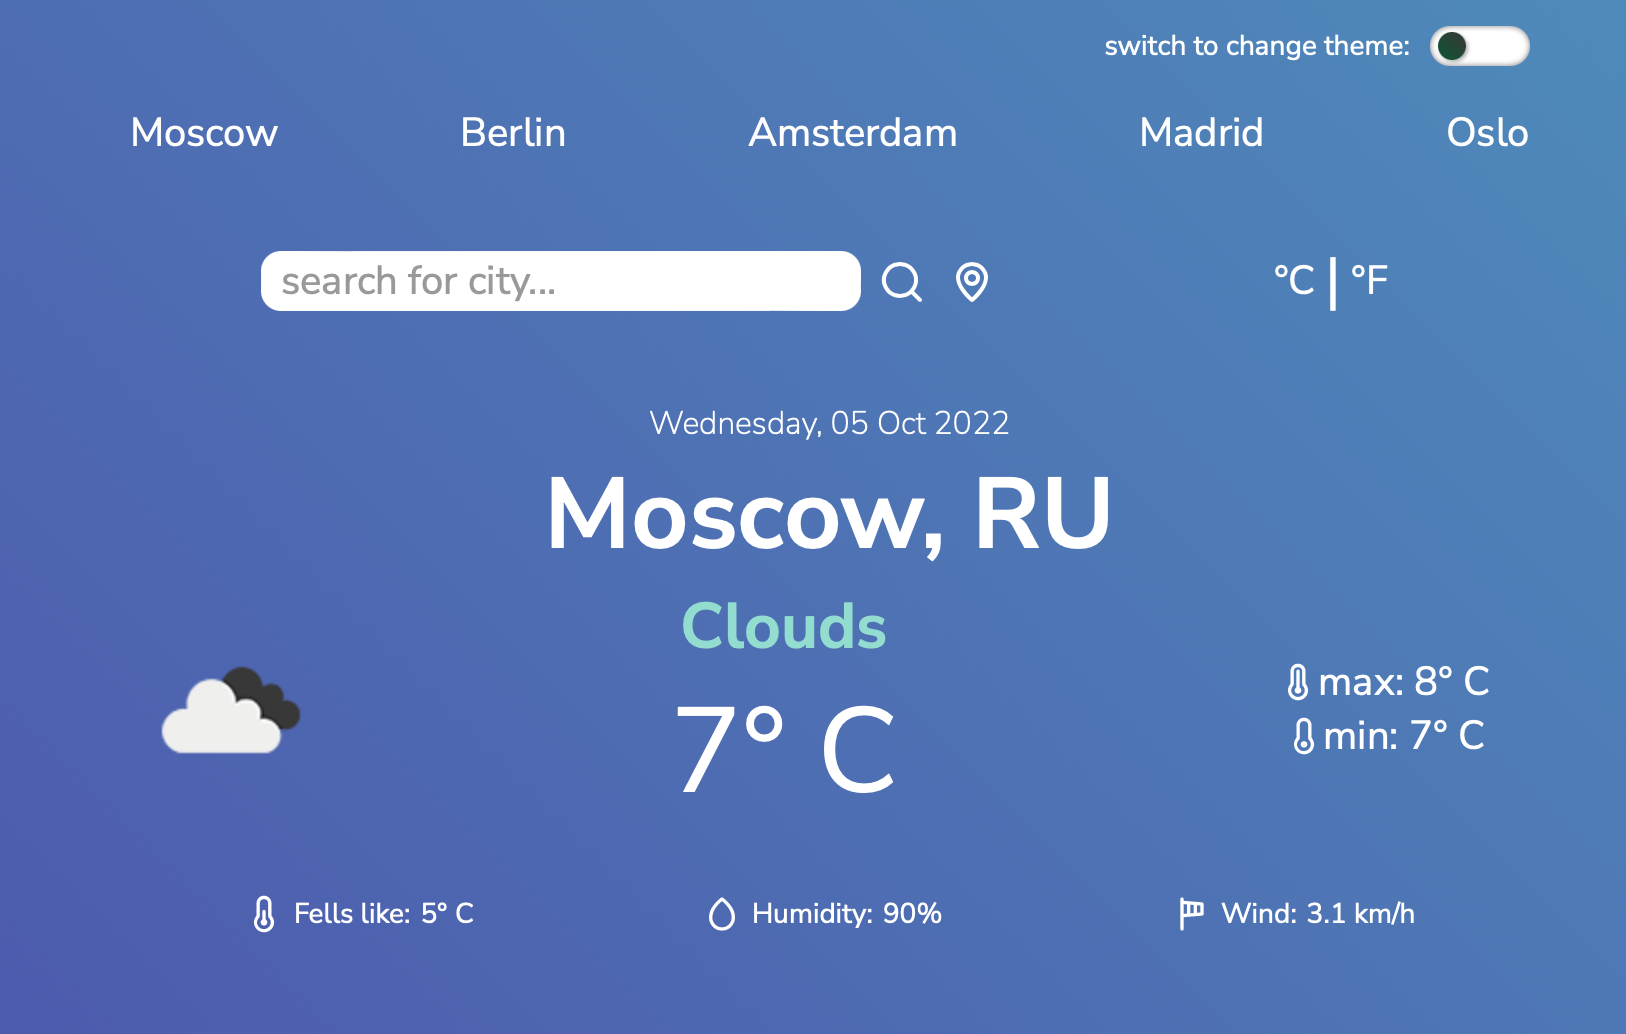 switch to change theme:
Moscow Berlin Amsterdam Madrid Oslo
search for city...
°C | °F
Wednesday, 05 Oct 2022
Moscow, RU
Clouds
7° C
max: 8° C
min: 7° C
Fells like: 5° C
Humidity: 90%
Wind: 3.1 km/h